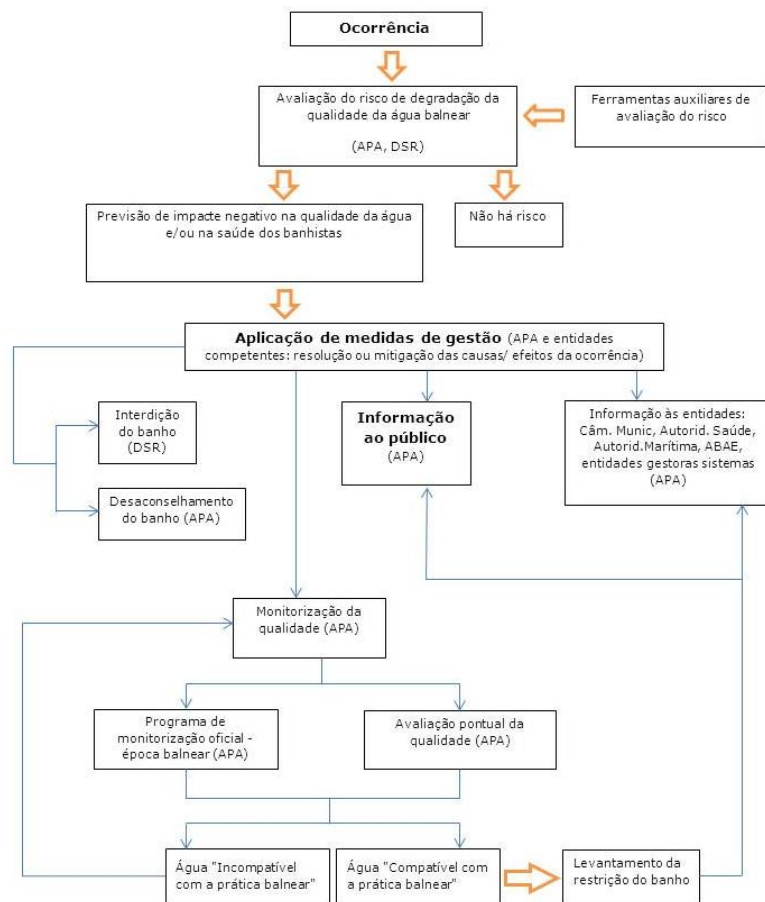 Ocorrência
Avaliação do risco de degradação da
qualidade da água balnear
(APA, DSR)
Ferramentas auxiliares de
avaliação do risco
Previsão de impacte negativo na qualidade da água
e/ou na saúde dos banhistas
Não há risco
Aplicação de medidas de gestão (APA e entidades
competentes: resolução ou mitigação das causas/ efeitos da ocorrência)
Interdição
do banho
(DSR)
Desaconselhamento
do banho (APA)
Informação
ao público
(APA)
Informação às entidades:
Câm. Munic, Autorid. Saúde,
Autorid.Marítima, ABAE,
entidades gestoras sistemas
(APA)
Monitorização da
qualidade (APA)
Programa de
monitorização oficial -
época balnear (APA)
Avaliação pontual da
qualidade (APA)
Água "Incompatível
com a prática balnear"
Água "Compatível com
a prática balnear"
Levantamento da
restrição do banho